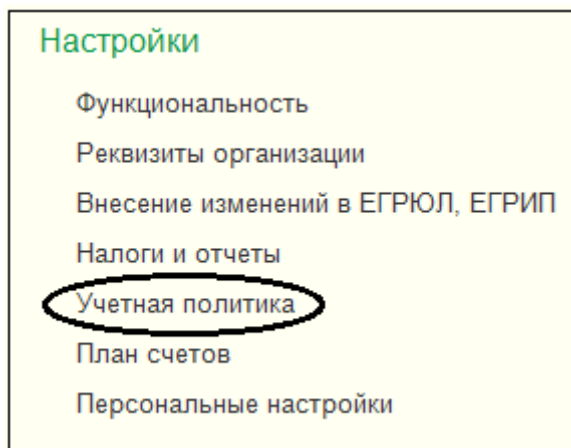 Настройки
Функциональность
Реквизиты организации
Внесение изменений в ЕГРЮЛ, ЕГРИП
Налоги и отчеты
Учетная политика
План счетов
Персональные настройки